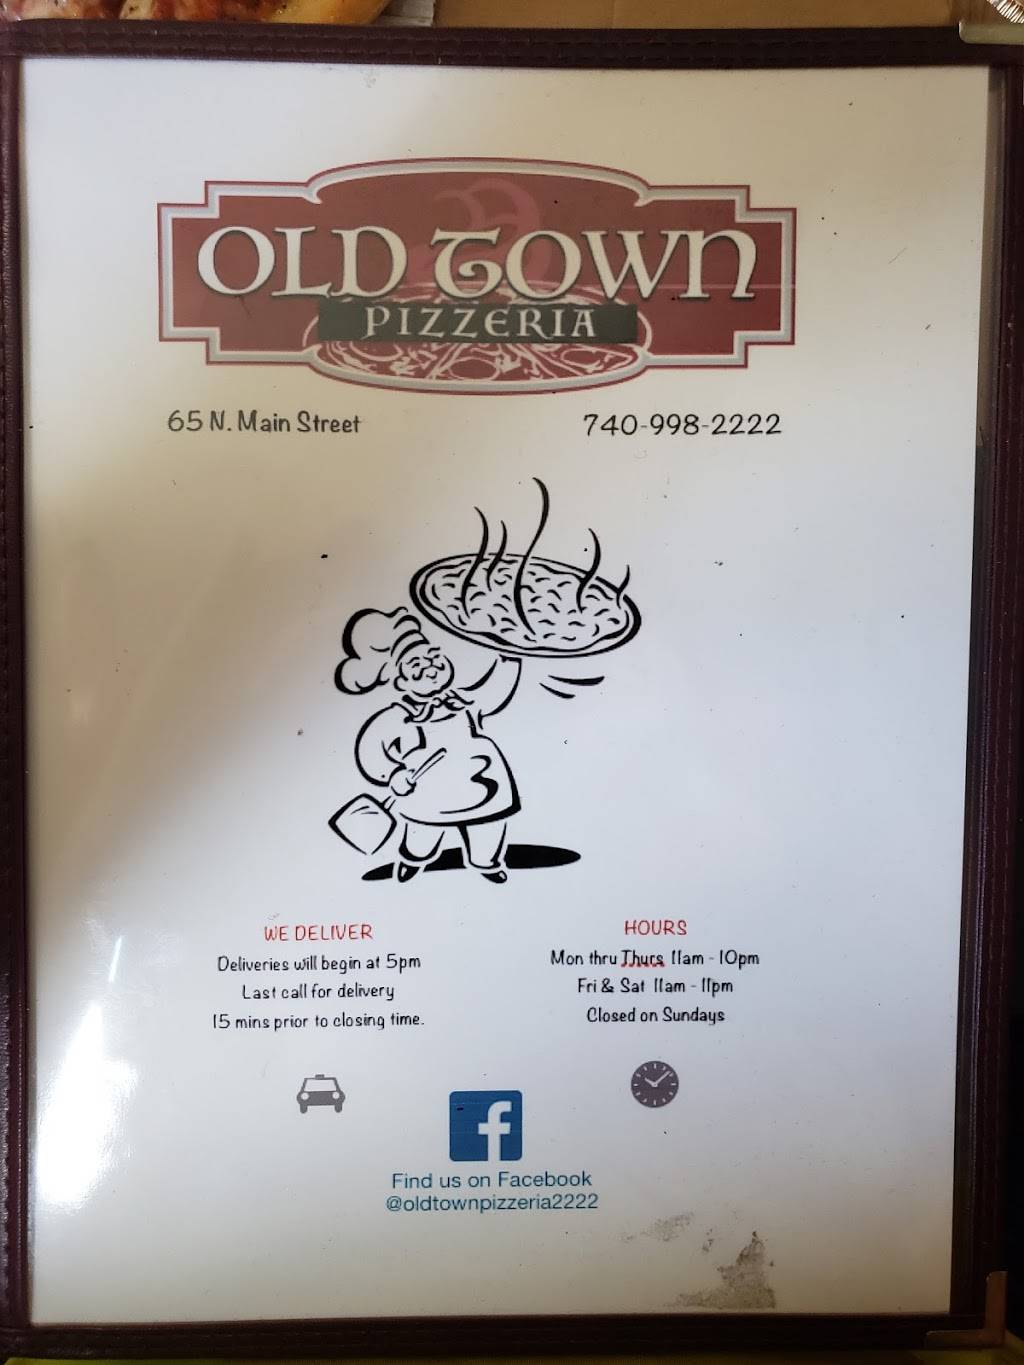 OLD TOWN
PIZZERIA
65 N. Main Street
740-998-2222
WE DELIVER
Deliveries will begin at 5pm
Last call for delivery
15 mins prior to closing time.
HOURS
Mon thru Thurs 11am - 10pm
Fri & Sat 11am - 11pm
Closed on Sundays
f
Find us on Facebook
@oldtownpizzeria2222